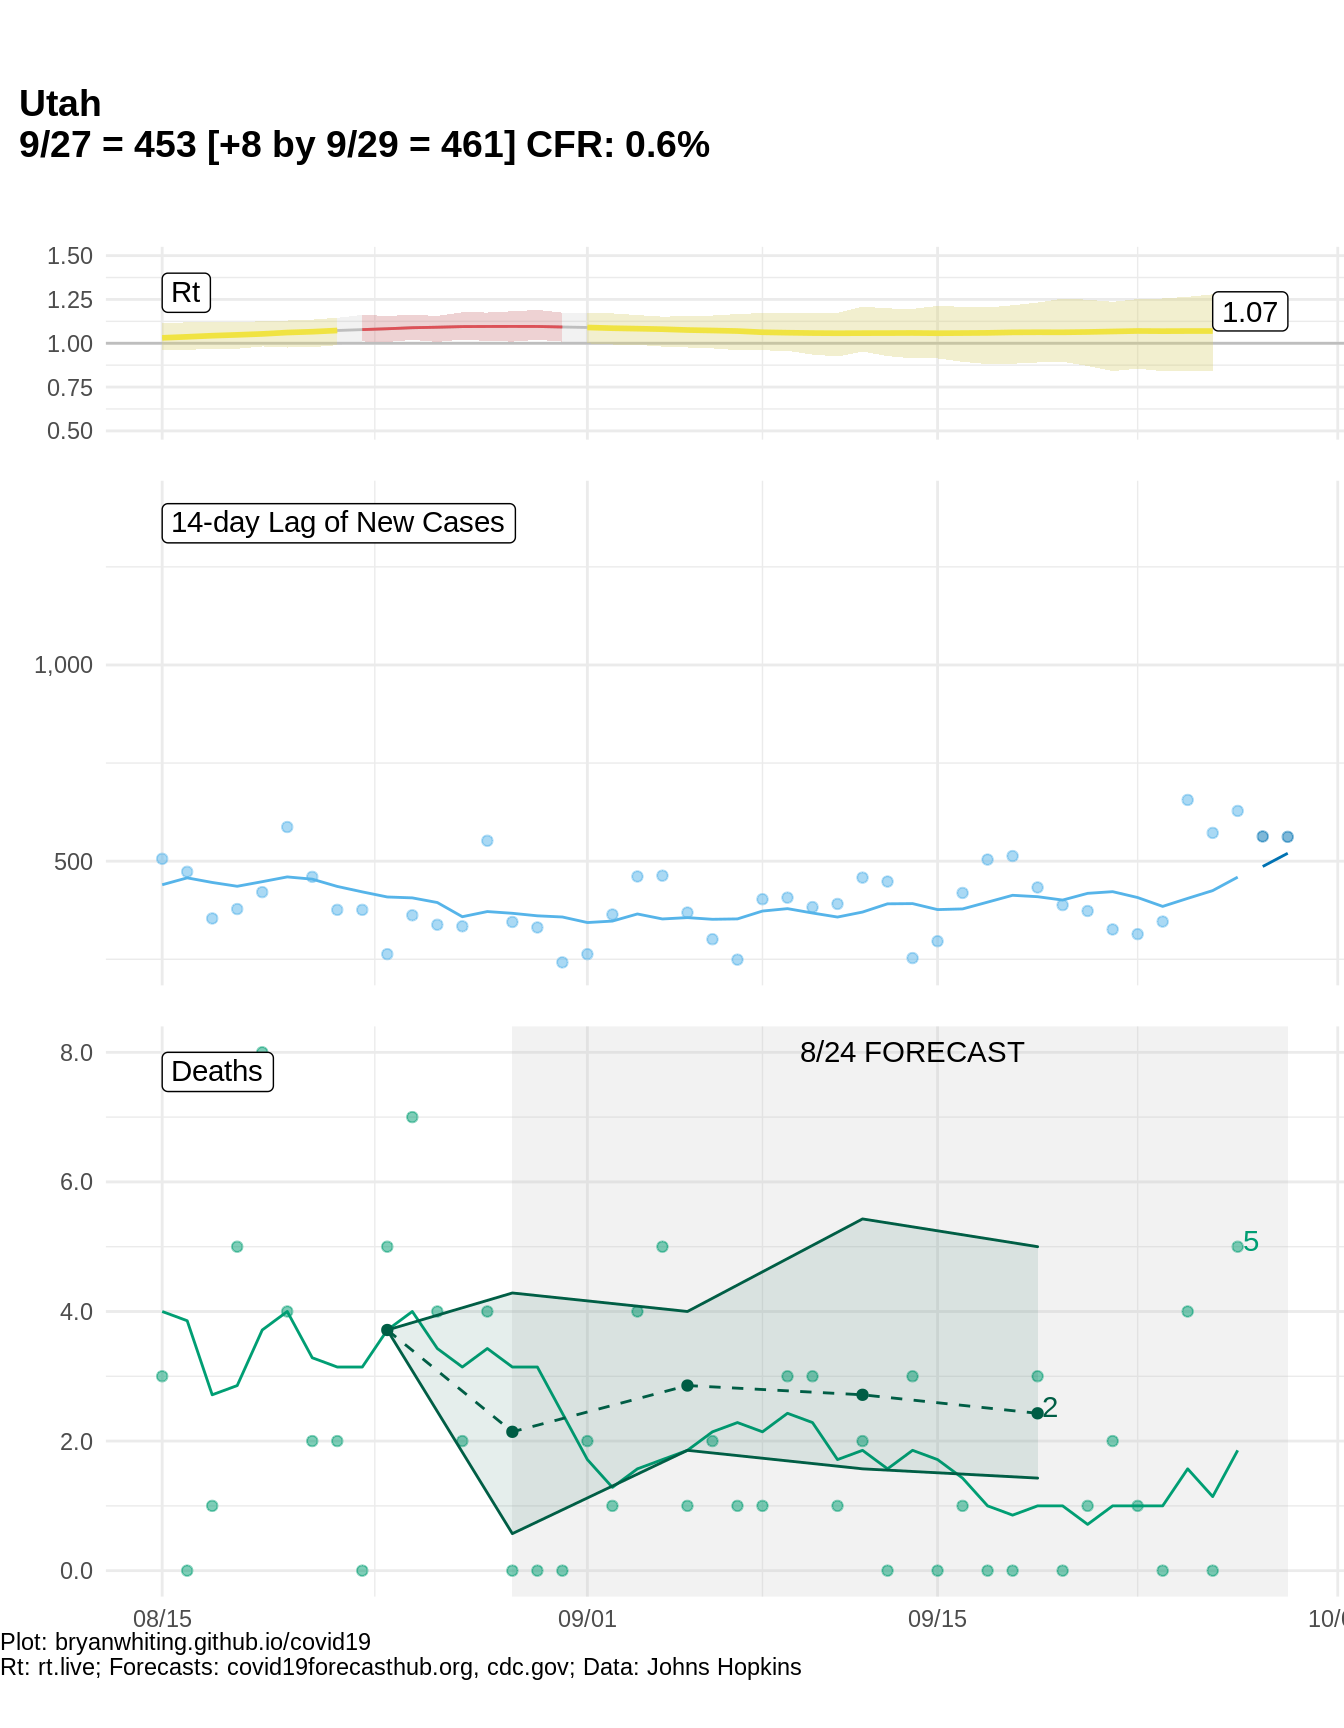 Utah
9/27 = 453 [+8 by 9/29 = 461] CFR: 0.6%
1.50
1.25
1.00
0.75
0.50
Rt
1.07
14-day Lag of New Cases
1,000
500
Deaths
8/24 FORECAST
8.0
6.0
4.0
2.0
0.0
5
2
08/15
09/01
09/15
10/0
Plot: bryanwhiting.github.io/covid19
Rt: rt.live; Forecasts: covid19forecasthub.org, cdc.gov; Data: Johns Hopkins